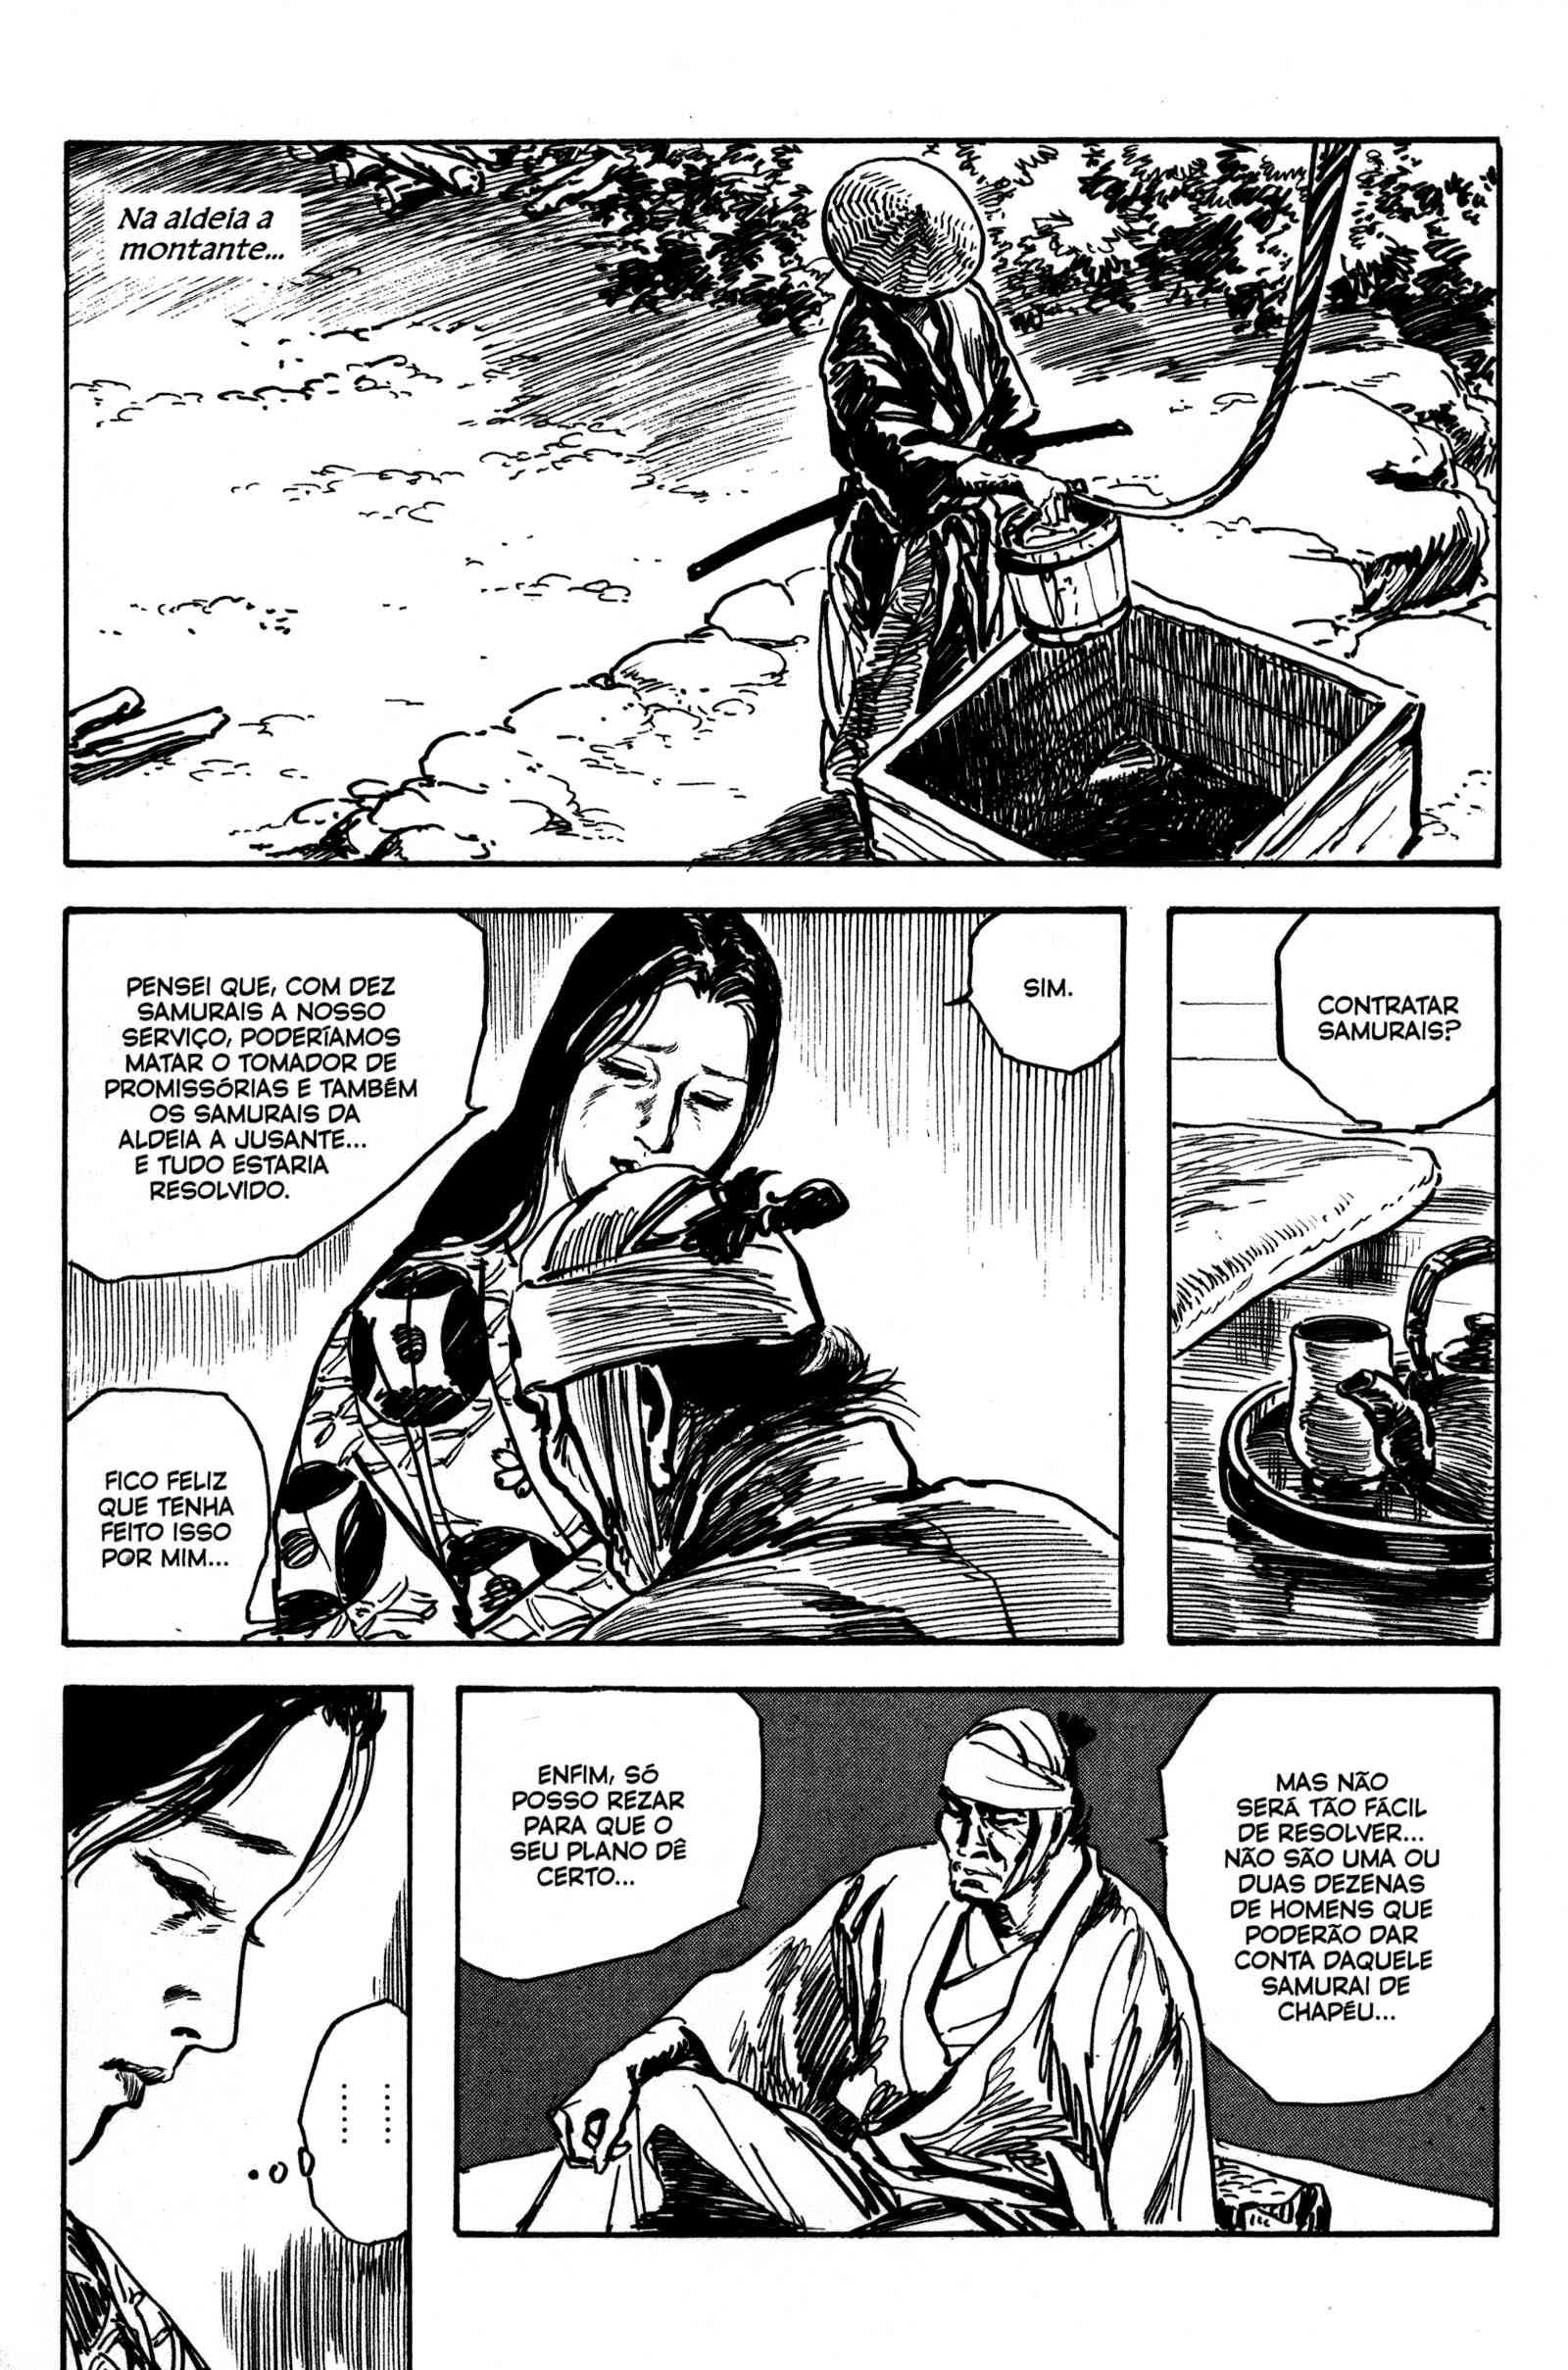 Na aldeia a
montante...
CONTRATAR
SAMURAIS?
SIM.
PENSEI QUE, COM DEZ
SAMURAIS A NOSSO
SERVIÇO, PODERÍAMOS
MATAR O TOMADOR DE
PROMISSÓRIAS E TAMBÉM
OS SAMURAIS DA
ALDEIA A JUSANTE...
E TUDO ESTARIA
RESOLVIDO.
FICO FELIZ
QUE TENHA
FEITO ISSO
POR MIM...
MAS NÃO
SERÁ TÃO FÁCIL
DE RESOLVER...
NÃO SÃO UMA OU
DUAS DEZENAS
DE HOMENS QUE
PODERÃO DAR
CONTA DAQUELE
SAMURAI DE
CHAPÉU...
ENFIM, SÓ
POSSO REZAR
PARA QUE O
SEU PLANO DÊ
CERTO...
......
......